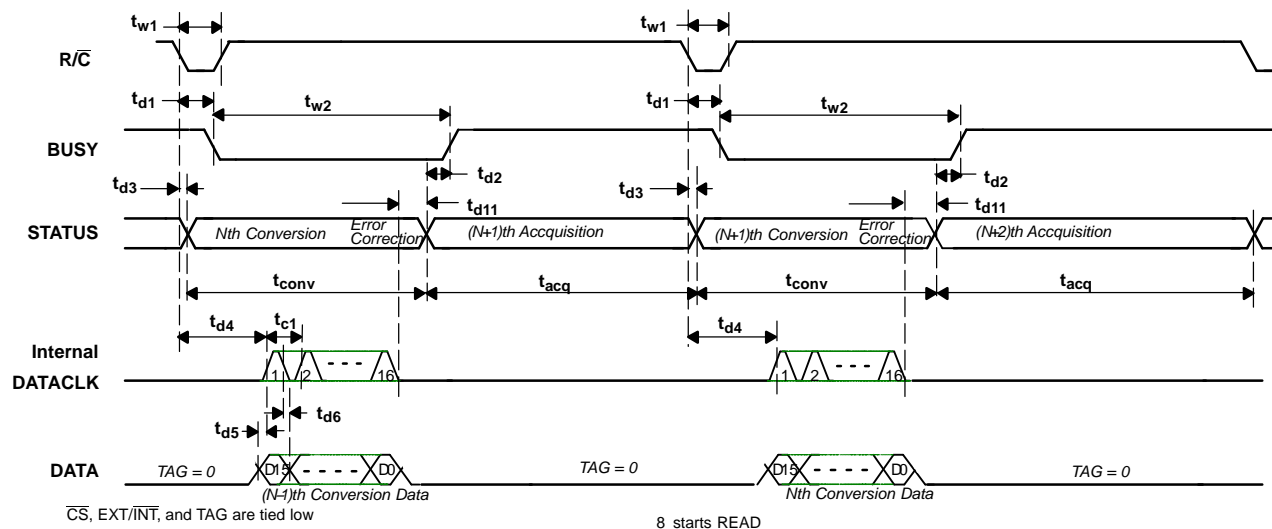 tw1 tw1
R/C̅
td1 tw2 td1 tw2
BUSY
td3 td2 td3 td2
td11 td11
STATUS Nth Conversion Error Correction (N+1)th Accquisition (N+1)th Conversion Error Correction (N+2)th Accquisition
tconv tacq tconv tacq
td4 tc1 td4
Internal
DATACLK 1 2 - - - 16 1 2 - - - 16
td5 td6
DATA TAG = 0 D15 - - - - - D0 TAG = 0 D15 - - - - - D0 TAG = 0
(N–1)th Conversion Data Nth Conversion Data
C̅S̅, EXT/I̅N̅T̅, and TAG are tied low
8 starts READ